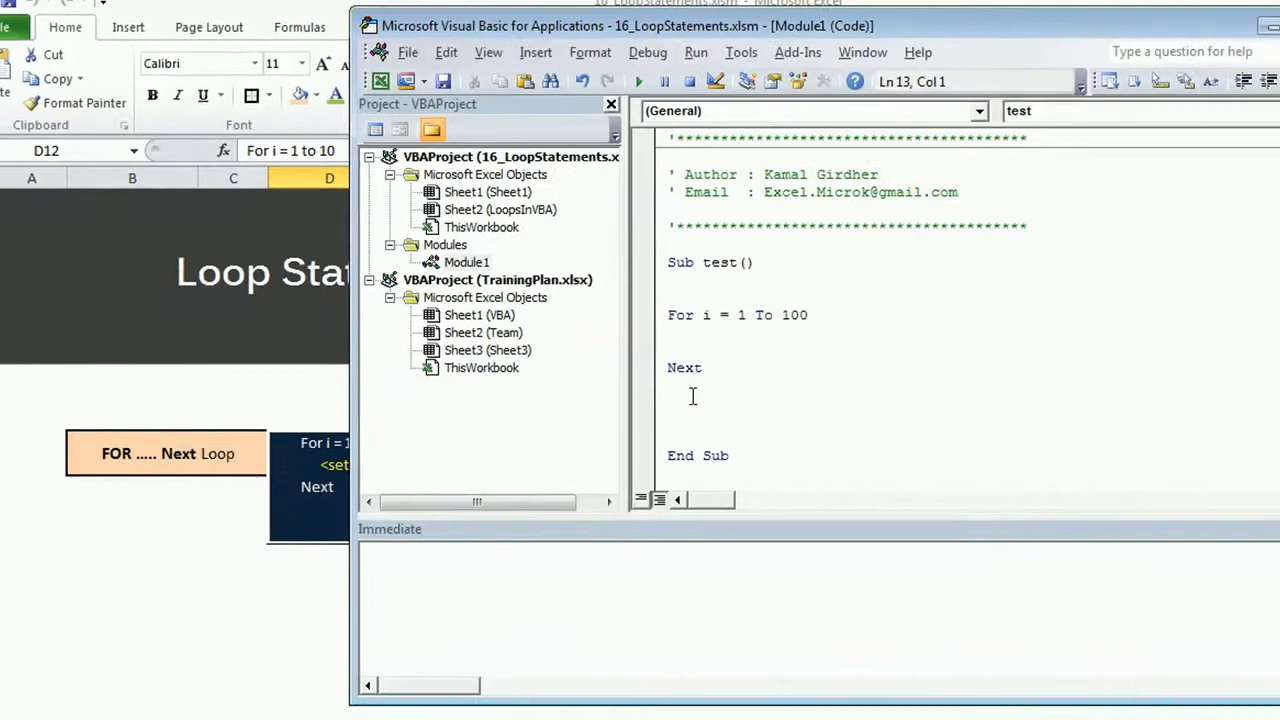 16_LoopStatements.xlsm - Microsoft Excel
Microsoft Visual Basic for Applications - 16_LoopStatements.xlsm - [Module1 (Code)]
Home Insert Page Layout Formulas
Cut
Copy
Format Painter
Clipboard
Calibri 11
A A
B I U A
Font
D12 fx For i = 1 to 10
A B C D
Loop Stat
FOR ..... Next Loop
For i = 1
<set
Next
File Edit View Insert Format Debug Run Tools Add-Ins Window Help
Type a question for help
Ln 13, Col 1
Project - VBAProject
VBAProject (16_LoopStatements.x
Microsoft Excel Objects
Sheet1 (Sheet1)
Sheet2 (LoopsInVBA)
ThisWorkbook
Modules
Module1
VBAProject (TrainingPlan.xlsx)
Microsoft Excel Objects
Sheet1 (VBA)
Sheet2 (Team)
Sheet3 (Sheet3)
ThisWorkbook
(General) test
'****************************************
' Author : Kamal Girdher
' Email : Excel.Microk@gmail.com
'****************************************
Sub test()
For i = 1 To 100
Next
End Sub
Immediate